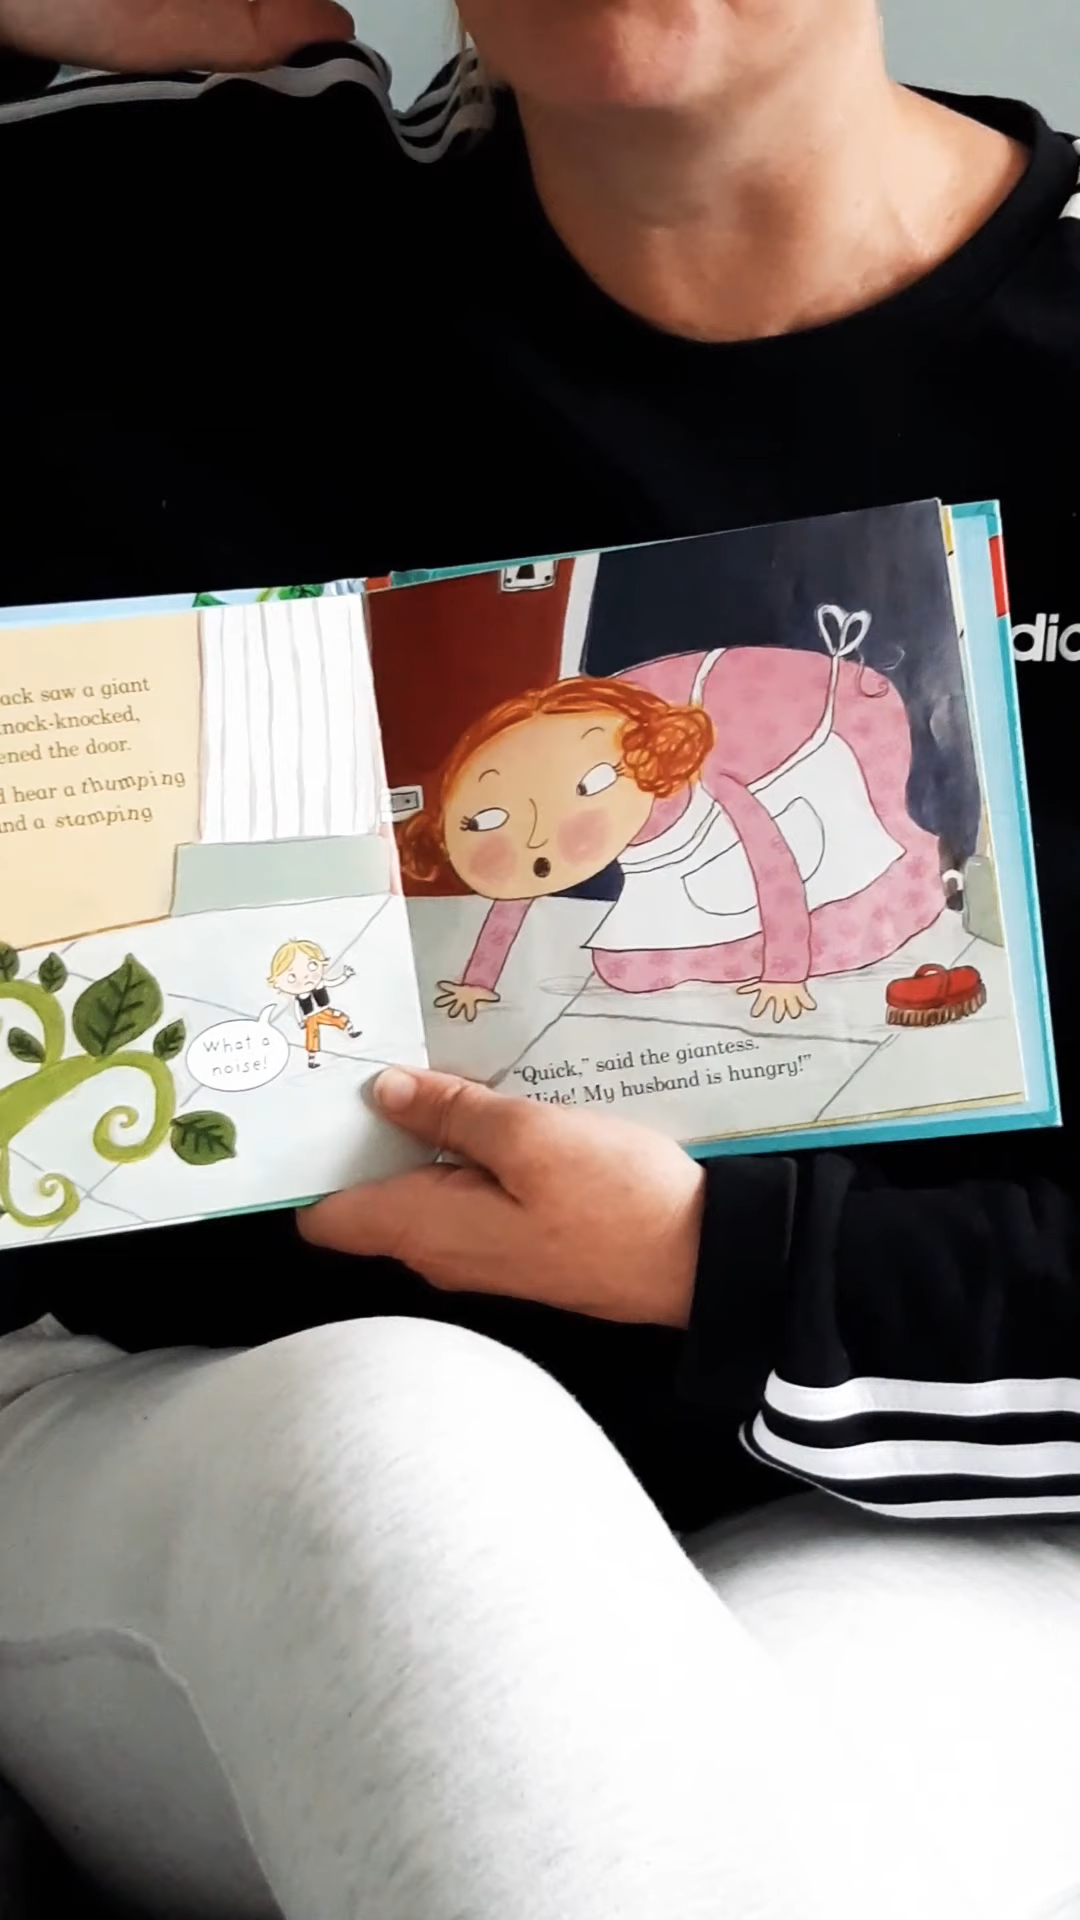 ack saw a giant
nock-knocked,
ened the door.
d hear a thumping
nd a stamping
What a
noise!
"Quick," said the giantess.
Hide! My husband is hungry!"
dic